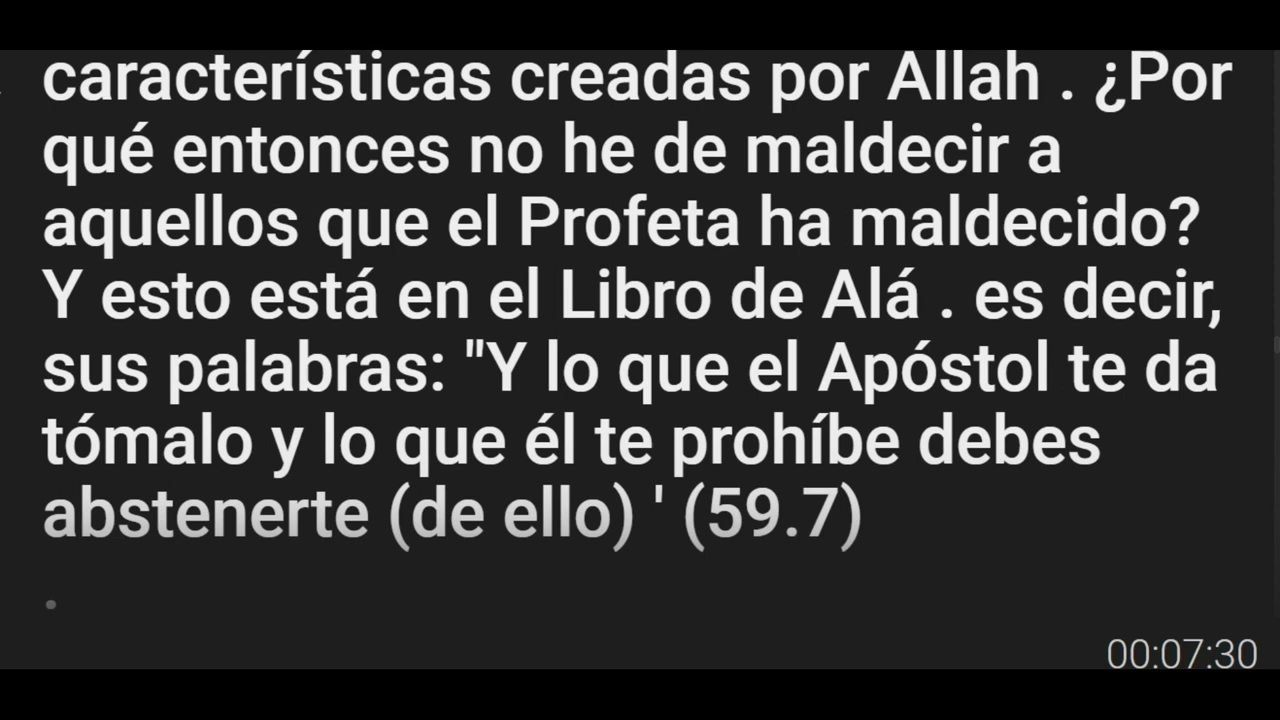 características creadas por Allah . ¿Por
qué entonces no he de maldecir a
aquellos que el Profeta ha maldecido?
Y esto está en el Libro de Alá . es decir,
sus palabras: "Y lo que el Apóstol te da
tómalo y lo que él te prohíbe debes
abstenerte (de ello) ' (59.7)
.
00:07:30